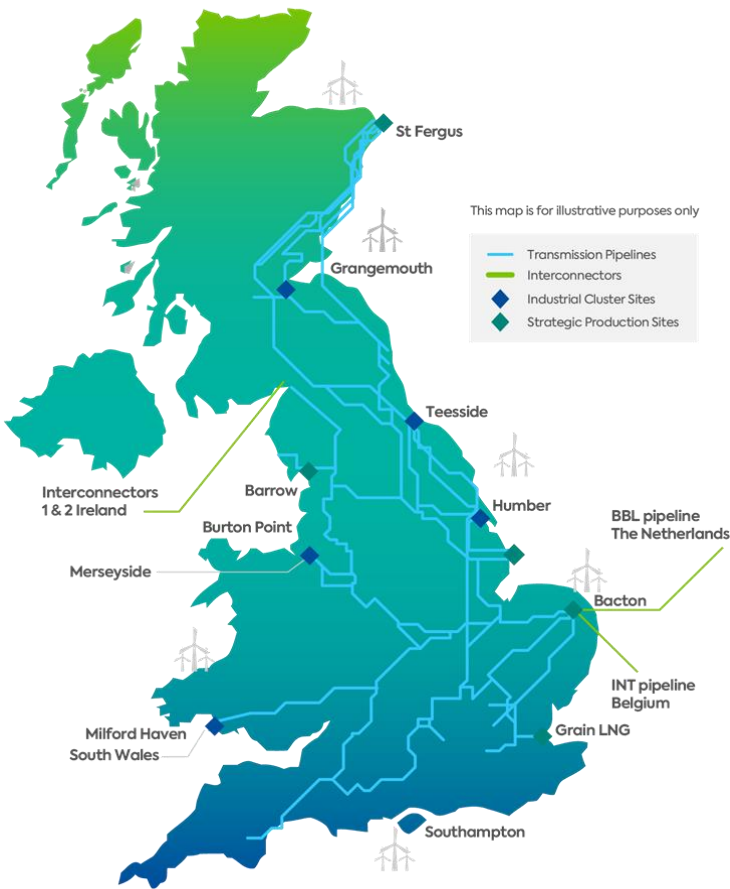 St Fergus
This map is for illustrative purposes only
Transmission Pipelines
Interconnectors
Industrial Cluster Sites
Strategic Production Sites
Grangemouth
Teesside
Interconnectors
1 & 2 Ireland
Barrow
Humber
Burton Point
BBL pipeline
The Netherlands
Merseyside
Bacton
INT pipeline
Belgium
Milford Haven
South Wales
Grain LNG
Southampton